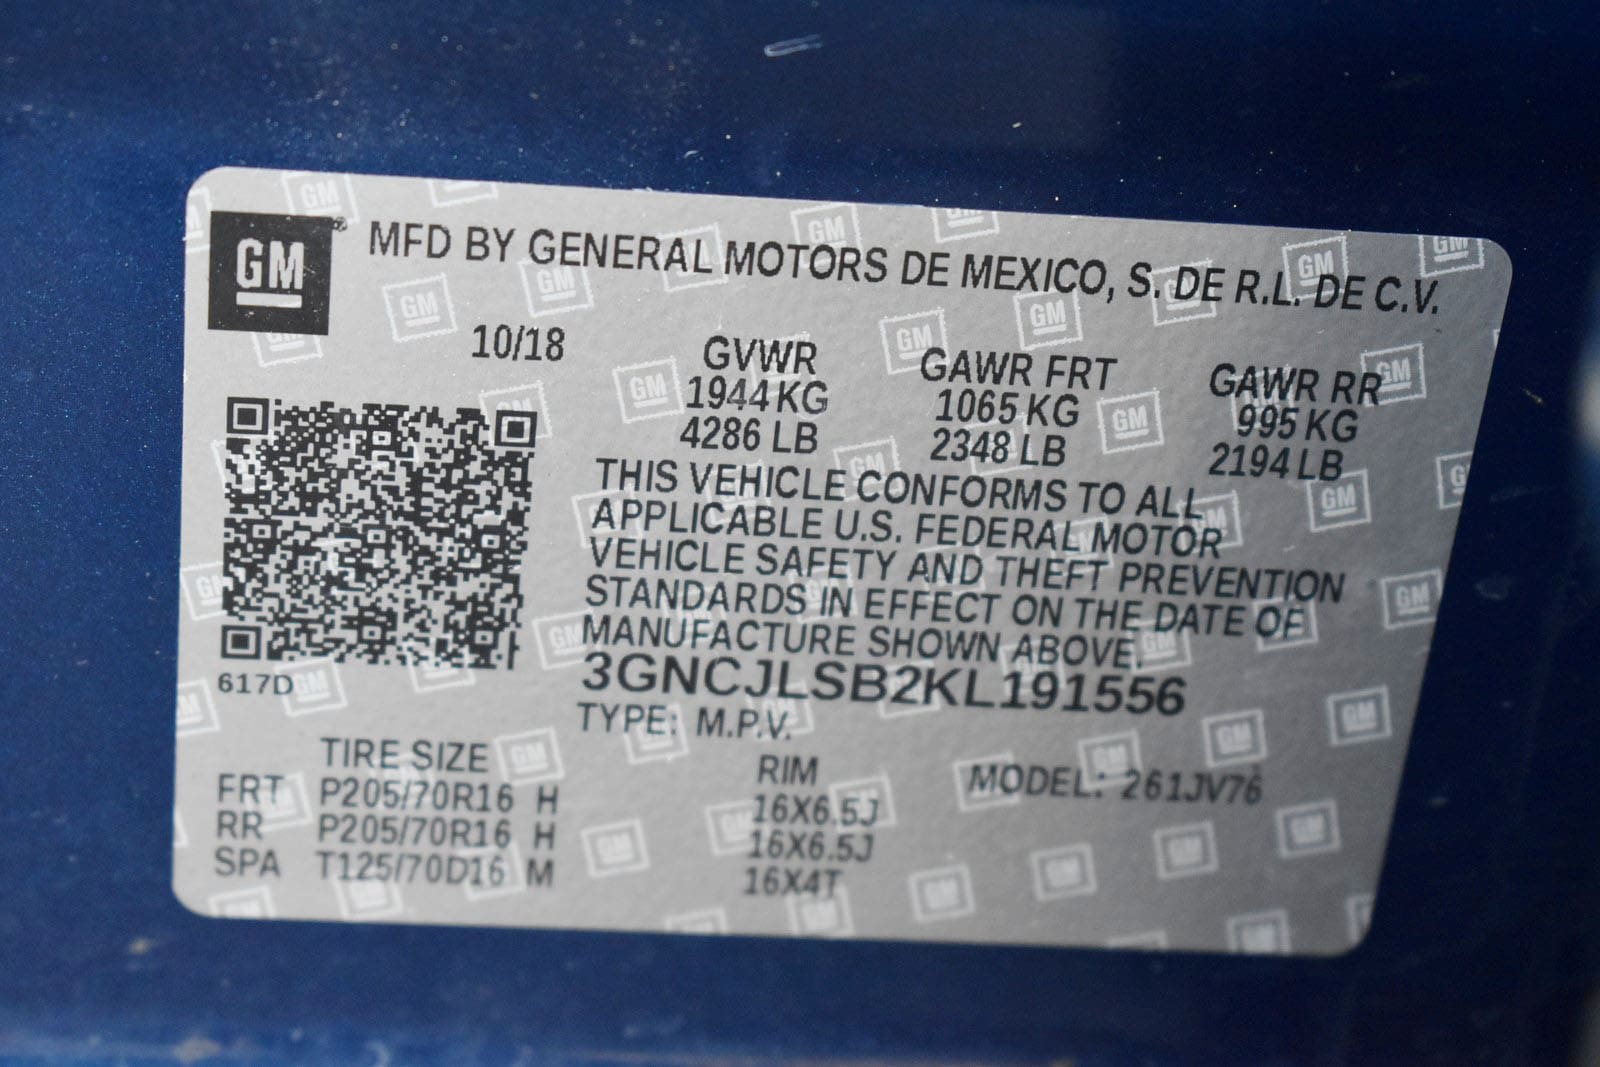 GM
MFD BY GENERAL MOTORS DE MEXICO, S. DE R.L. DE C.V.
10/18 GVWR GAWR FRT GAWR RR
1944 KG 1065 KG 995 KG
4286 LB 2348 LB 2194 LB
THIS VEHICLE CONFORMS TO ALL
APPLICABLE U.S. FEDERAL MOTOR
VEHICLE SAFETY AND THEFT PREVENTION
STANDARDS IN EFFECT ON THE DATE OF
MANUFACTURE SHOWN ABOVE.
617D
3GNCJLSB2KL191556
TYPE: M.P.V.
TIRE SIZE RIM MODEL: 261JV76
FRT P205/70R16 H 16X6.5J
RR P205/70R16 H 16X6.5J
SPA T125/70D16 M 16X4T